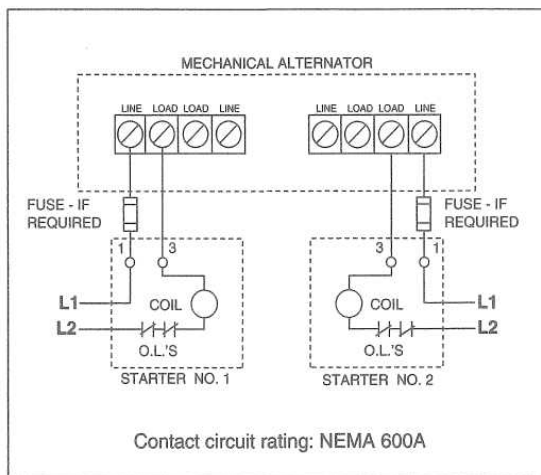 MECHANICAL ALTERNATOR
LINE LOAD LOAD LINE
LINE LOAD LOAD LINE
FUSE - IF
REQUIRED
FUSE - IF
REQUIRED
1 3
3 1
L1
COIL
L2
O.L.'S
STARTER NO. 1
COIL
L1
L2
O.L.'S
STARTER NO. 2
Contact circuit rating: NEMA 600A